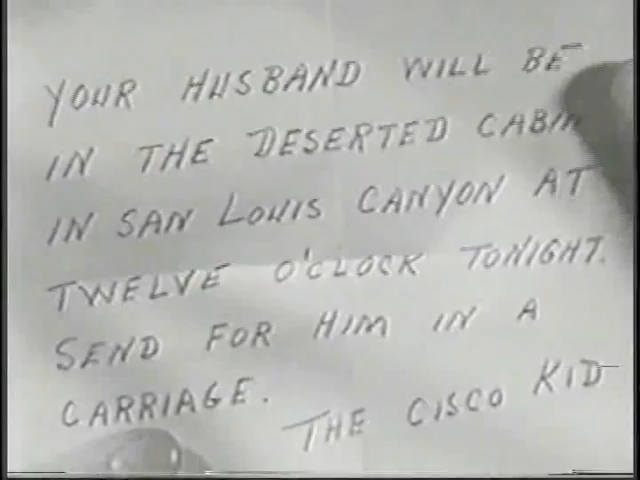 YOUR HUSBAND WILL BE
IN THE DESERTED CABIN
IN SAN LOUIS CANYON AT
TWELVE O'CLOCK TONIGHT.
SEND FOR HIM IN A
CARRIAGE.
THE CISCO KID